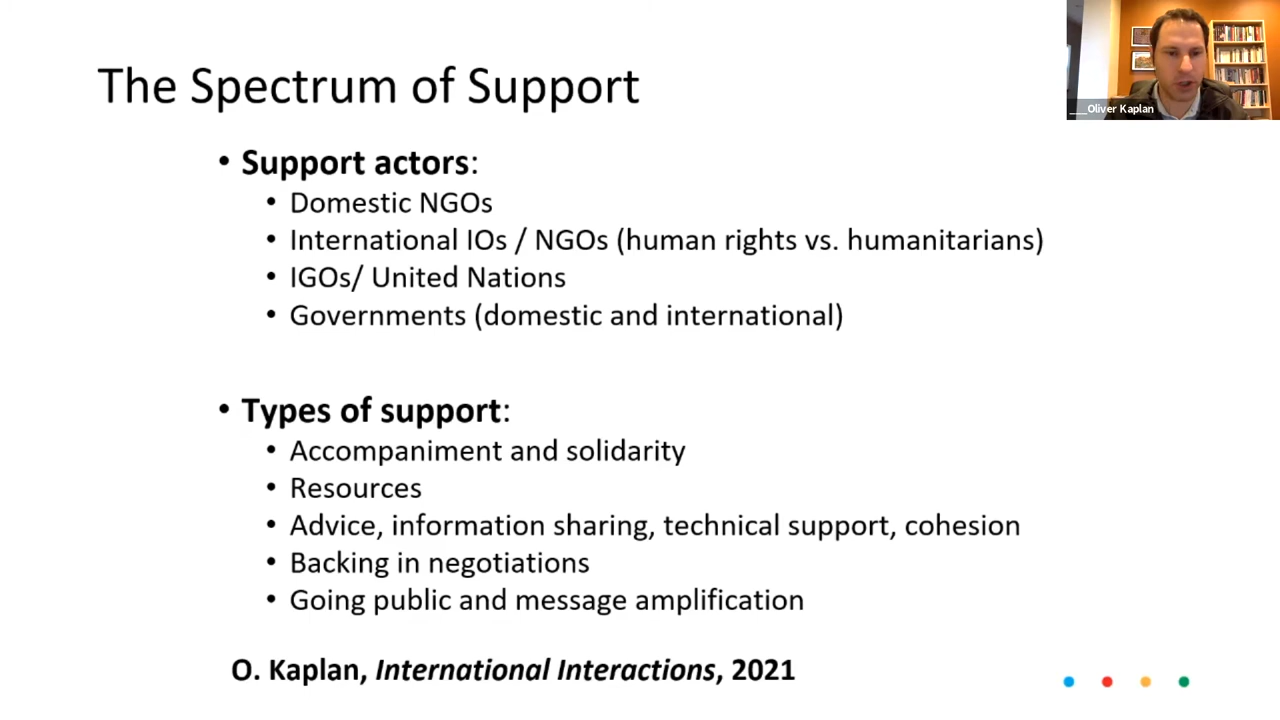 The Spectrum of Support
____Oliver Kaplan
• Support actors:
• Domestic NGOs
• International IOs / NGOs (human rights vs. humanitarians)
• IGOs/ United Nations
• Governments (domestic and international)
• Types of support:
• Accompaniment and solidarity
• Resources
• Advice, information sharing, technical support, cohesion
• Backing in negotiations
• Going public and message amplification
O. Kaplan, International Interactions, 2021